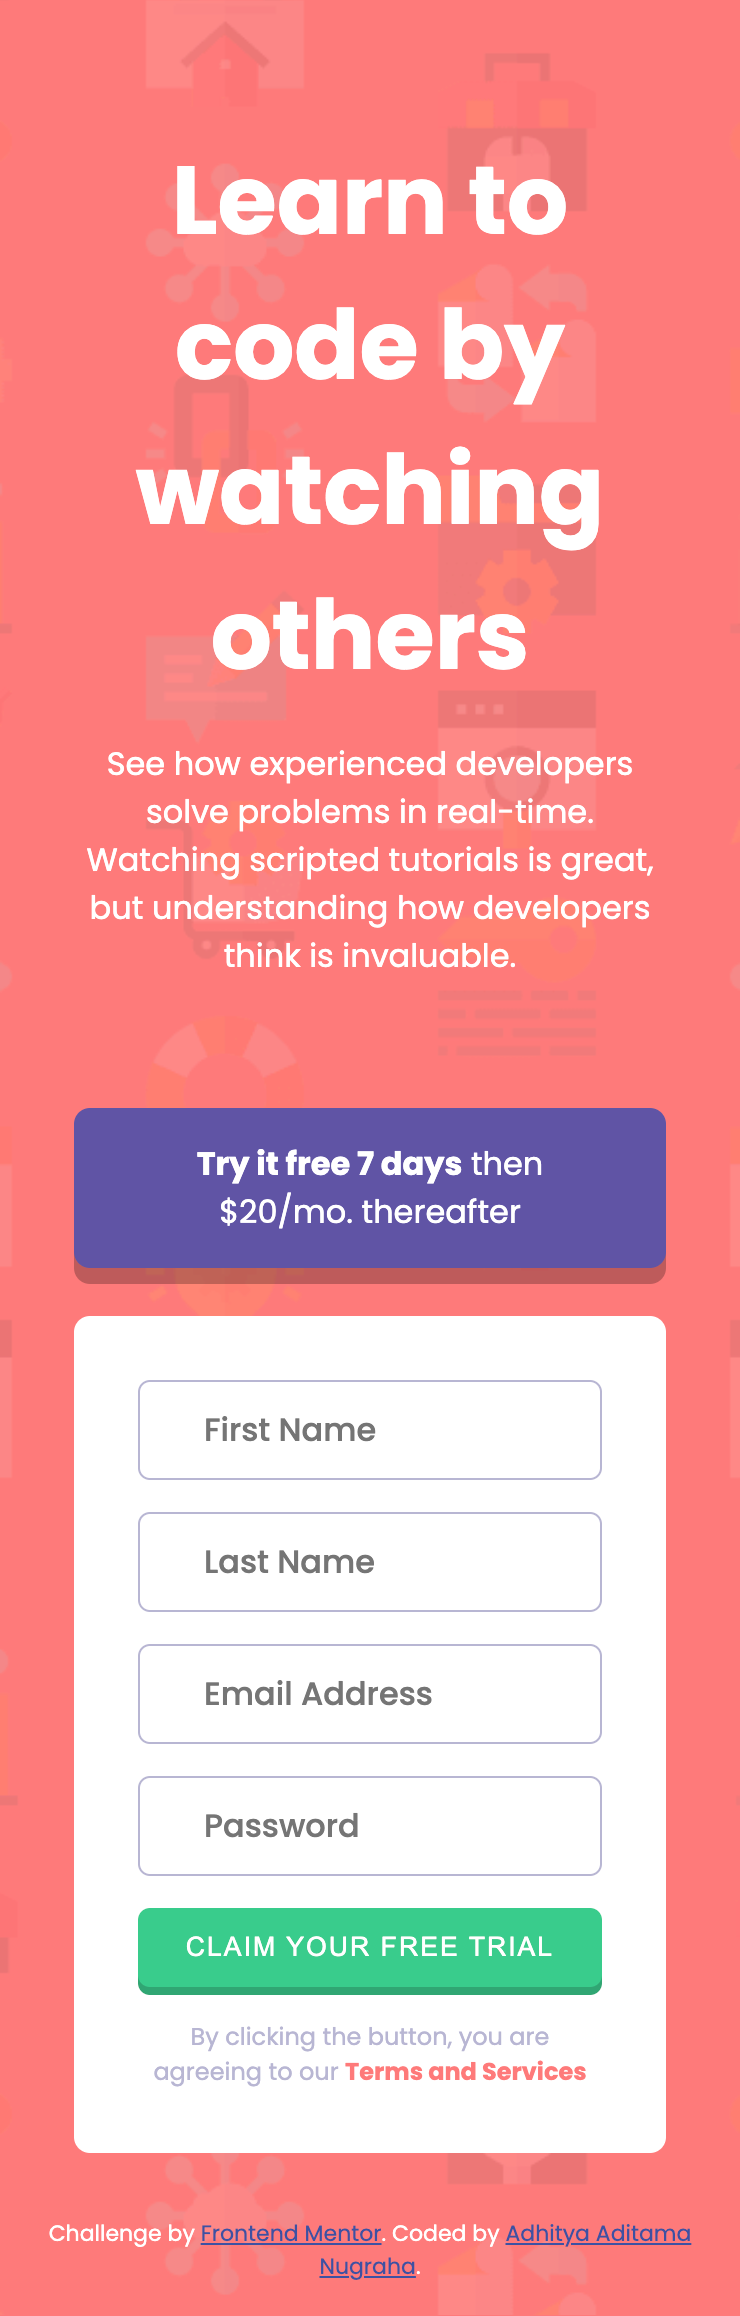 Learn to
code by
watching
others
See how experienced developers
solve problems in real-time.
Watching scripted tutorials is great,
but understanding how developers
think is invaluable.
Try it free 7 days then
$20/mo. thereafter
First Name
Last Name
Email Address
Password
CLAIM YOUR FREE TRIAL
By clicking the button, you are
agreeing to our Terms and Services
Challenge by Frontend Mentor. Coded by Adhitya Aditama
Nugraha.